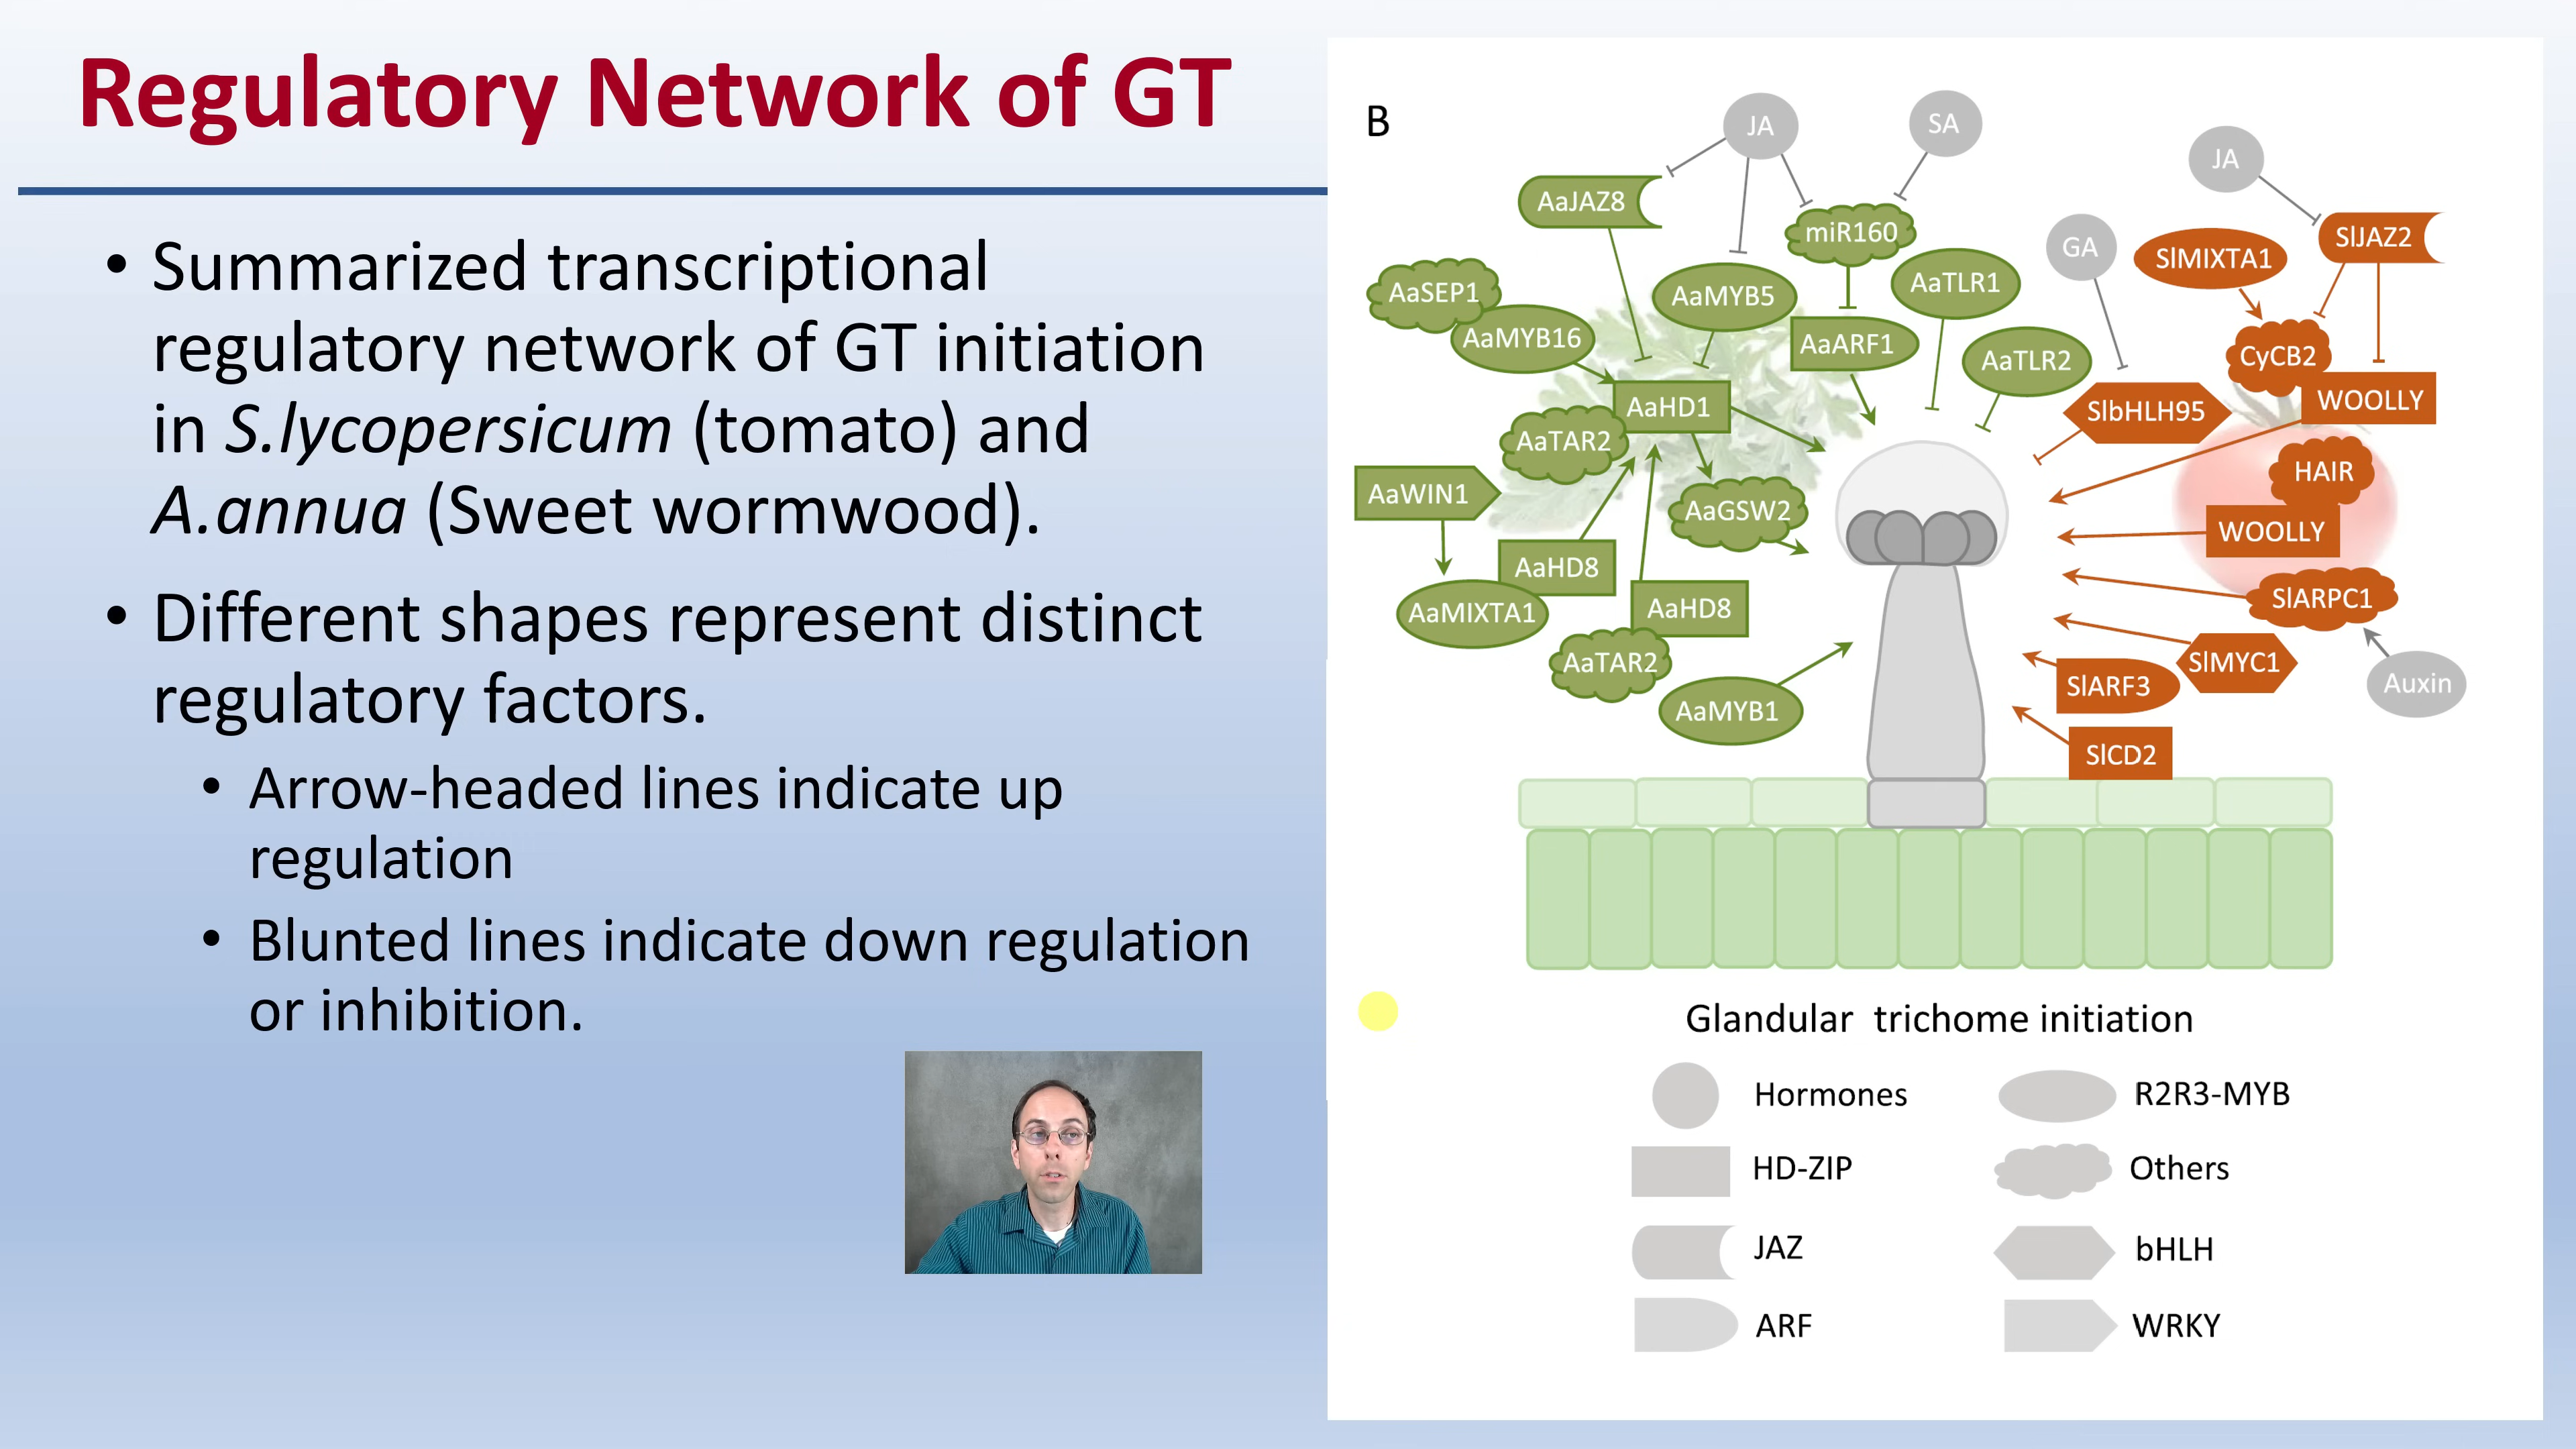 Regulatory Network of GT
• Summarized transcriptional
regulatory network of GT initiation
in S.lycopersicum (tomato) and
A.annua (Sweet wormwood).
• Different shapes represent distinct
regulatory factors.
• Arrow-headed lines indicate up
regulation
• Blunted lines indicate down regulation
or inhibition.
B
JA
SA
JA
AaJAZ8
miR160
GA
SlMIXTA1
SlJAZ2
AaSEP1
AaMYB5
AaTLR1
AaMYB16
AaARF1
AaTLR2
CyCB2
AaHD1
SlbHLH95
WOOLLY
AaTAR2
HAIR
AaWIN1
AaGSW2
WOOLLY
AaHD8
SlARPC1
AaMIXTA1
AaHD8
AaTAR2
SlMYC1
SlARF3
Auxin
AaMYB1
SlCD2
Glandular trichome initiation
Hormones
R2R3-MYB
HD-ZIP
Others
JAZ
bHLH
ARF
WRKY